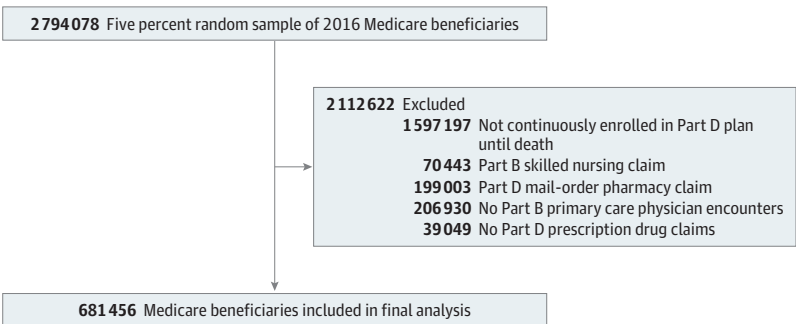 2794078 Five percent random sample of 2016 Medicare beneficiaries
2112622 Excluded
1597197 Not continuously enrolled in Part D plan
until death
70443 Part B skilled nursing claim
199003 Part D mail-order pharmacy claim
206930 No Part B primary care physician encounters
39049 No Part D prescription drug claims
681456 Medicare beneficiaries included in final analysis